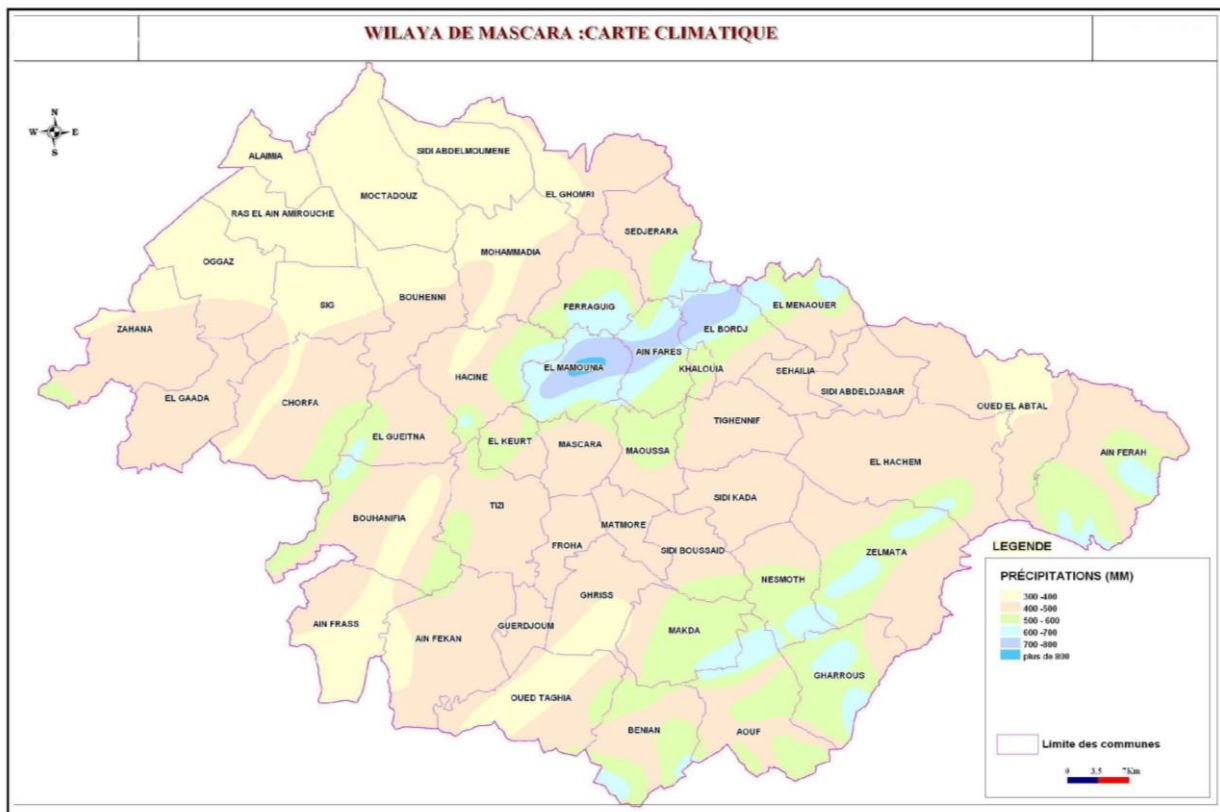 WILAYA DE MASCARA :CARTE CLIMATIQUE
N
W E
S
ALAIMIA
SIDI ABDELMOUMENE
MOCTADOUZ
EL GHOMRI
RAS EL AIN AMIROUCHE
SEDJERARA
MOHAMMADIA
OGGAZ
BOUHENNI
SIG
FERRAGUIG
EL MENAOUER
ZAHANA
EL BORDJ
AIN FARES
EL MAMOUNIA
KHALOUIA
SEHAILIA
HACINE
SIDI ABDELDJABAR
EL GAADA
CHORFA
OUED EL ABTAL
TIGHENNIF
EL GUEITNA
EL KEURT
MASCARA
MAOUSSA
AIN FERAH
EL HACHEM
SIDI KADA
TIZI
BOUHANIFIA
MATMORE
FROHA
SIDI BOUSSAID
ZELMATA
NESMOTH
GHRISS
AIN FRASS
GUERDJOUM
MAKDA
AIN FEKAN
GHARROUS
OUED TAGHIA
BENIAN
AOUF
LEGENDE
PRÉCIPITATIONS (MM)
300 -400
400 -500
500 - 600
600 -700
700 -800
plus de 800
Limite des communes
0 3,5 7Km